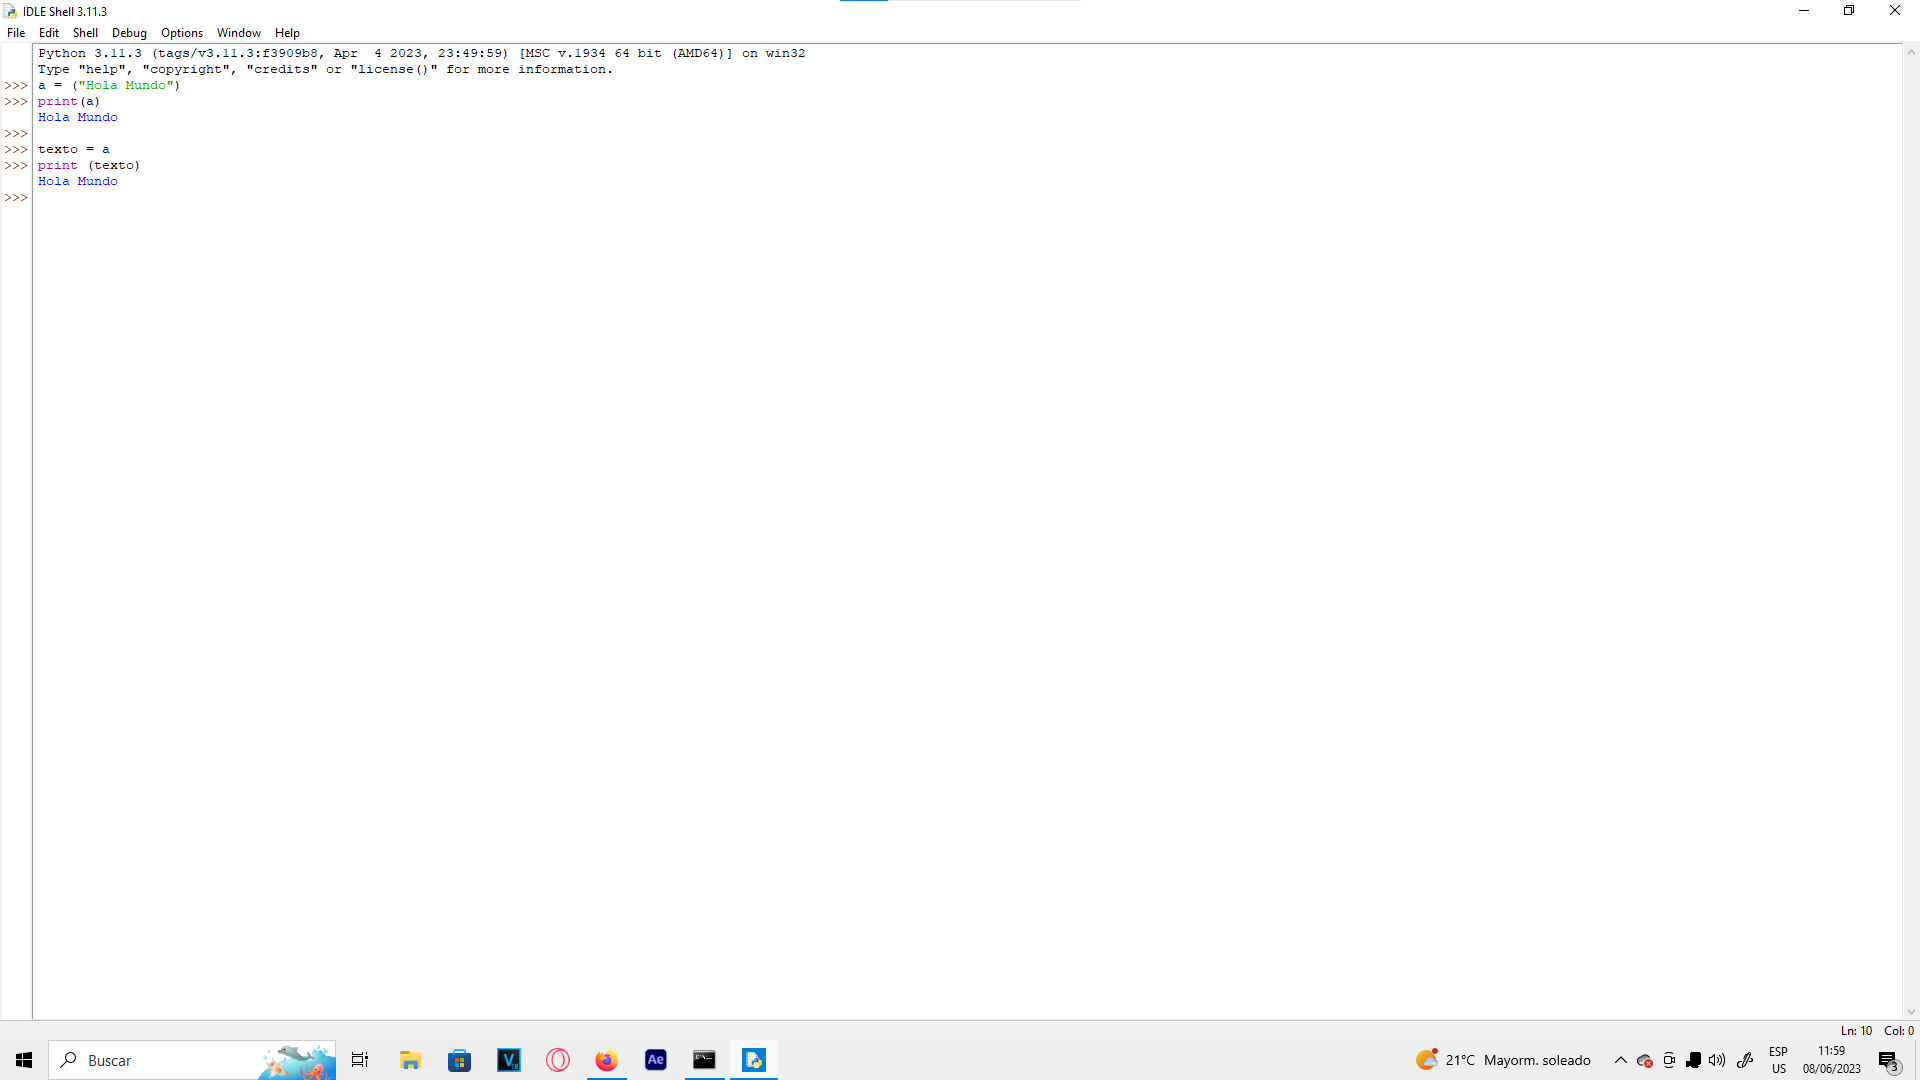 IDLE Shell 3.11.3
File Edit Shell Debug Options Window Help
Python 3.11.3 (tags/v3.11.3:f3909b8, Apr  4 2023, 23:49:59) [MSC v.1934 64 bit (AMD64)] on win32
Type "help", "copyright", "credits" or "license()" for more information.
>>> a = ("Hola Mundo")
>>> print(a)
Hola Mundo
>>>
>>> texto = a
>>> print (texto)
Hola Mundo
>>>
Ln: 10 Col: 0
Buscar
V
18
Ae
C:\
21°C Mayorm. soleado
ESP
US
11:59
08/06/2023
3